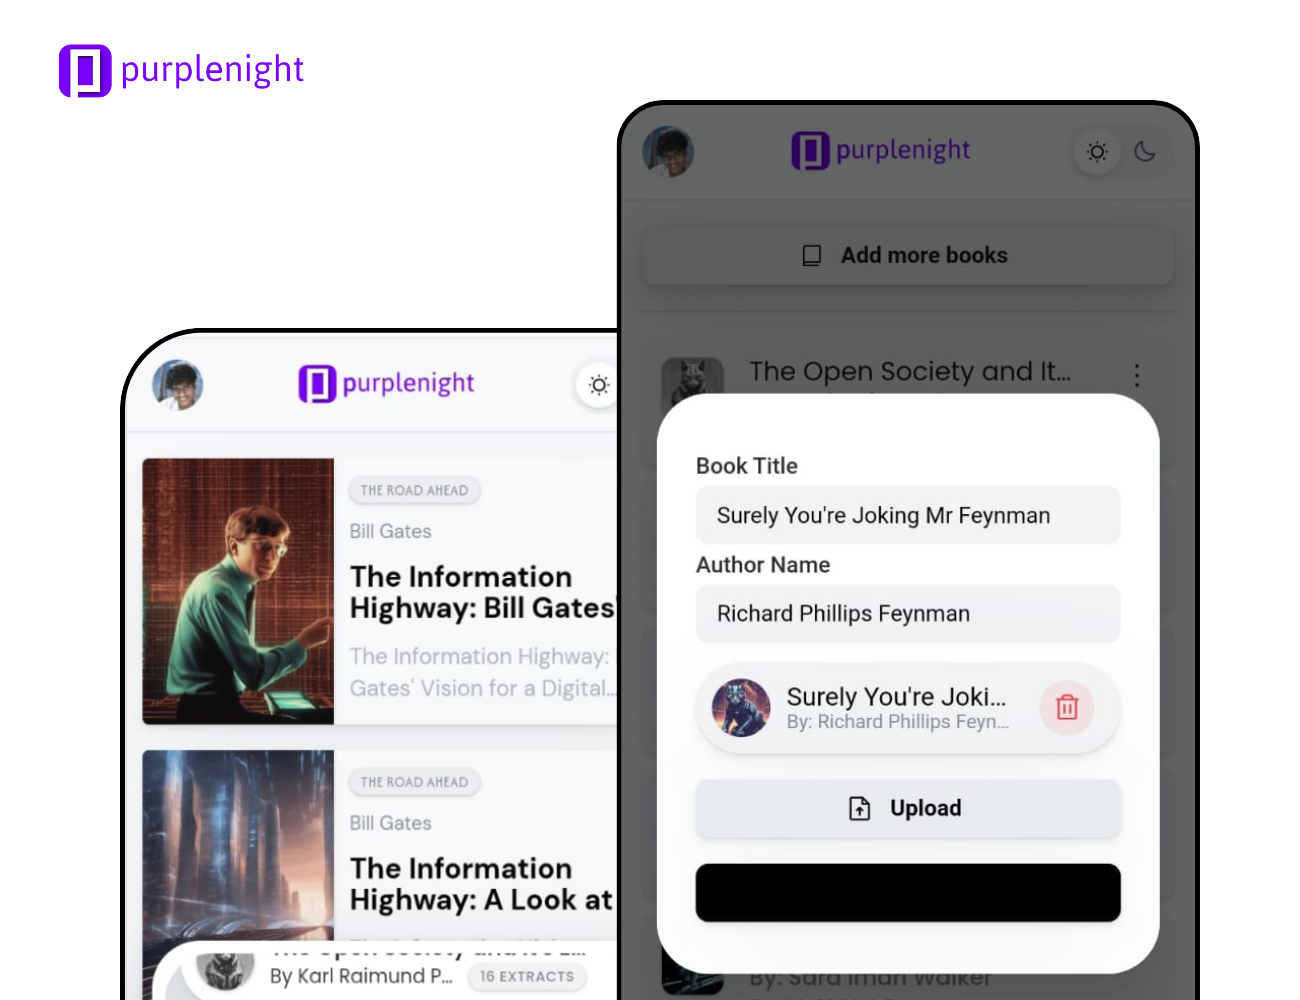 purplenight
purplenight
THE ROAD AHEAD
Bill Gates
The Information
Highway: Bill Gates'
The Information Highway:
Gates' Vision for a Digital...
THE ROAD AHEAD
Bill Gates
The Information
Highway: A Look at
By Karl Raimund P...
16 EXTRACTS
purplenight
Add more books
The Open Society and It...
Book Title
Surely You're Joking Mr Feynman
Author Name
Richard Phillips Feynman
Surely You're Joki...
By: Richard Phillips Feyn...
Upload
By: Sara Imari Walker